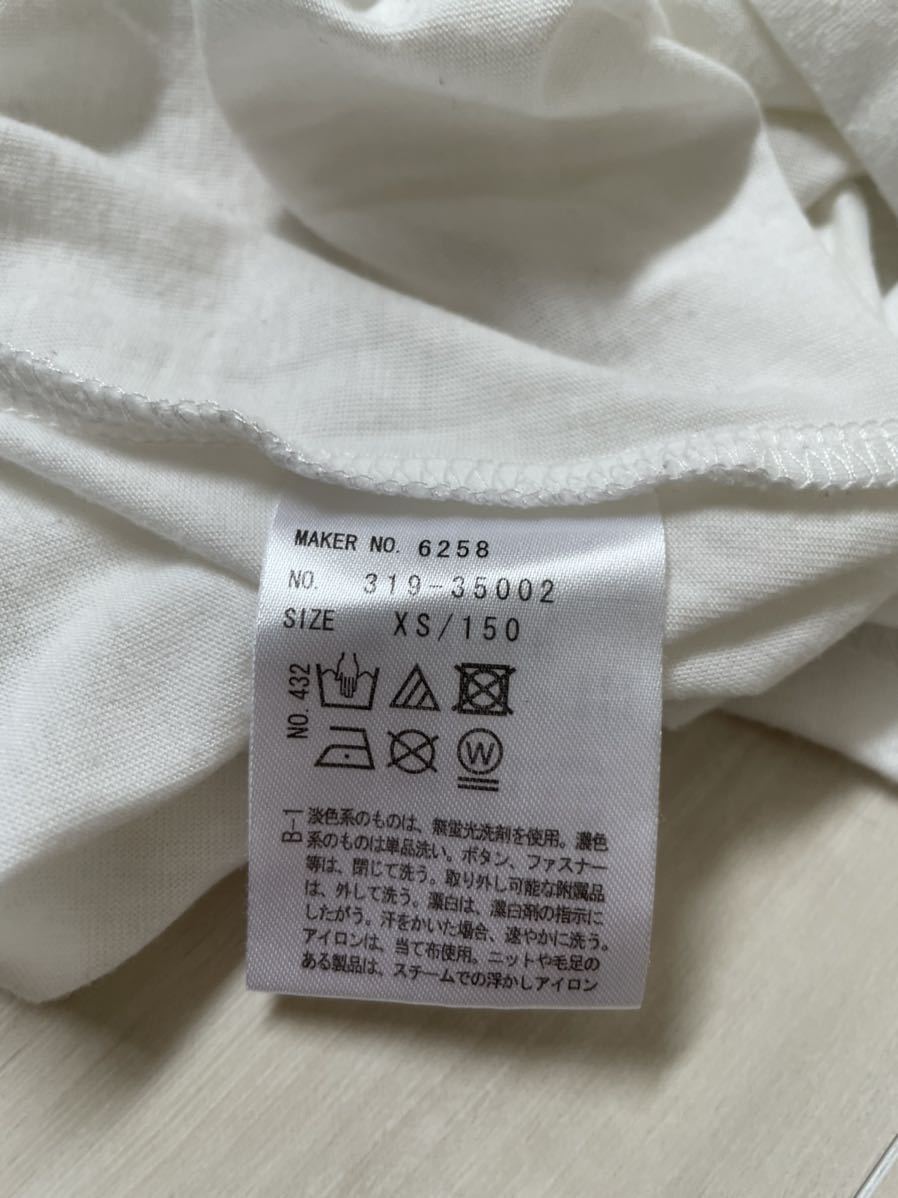 MAKER NO. 6258
NO. 319-35002
SIZE XS/150
NO. 432
W
B-1
淡色系のものは、無蛍光洗剤を使用。濃色
系のものは単品洗い。ボタン、ファスナー
等は、閉じて洗う。取り外し可能な附属品
は、外して洗う。漂白は、漂白剤の指示に
したがう。汗をかいた場合、速やかに洗う。
アイロンは、当て布使用。ニットや毛足の
ある製品は、スチームでの浮かしアイロン